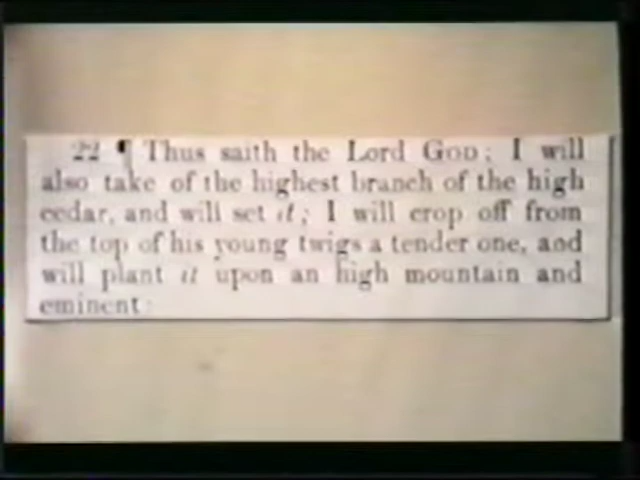 22 ¶ Thus saith the Lord GOD; I will
also take of the highest branch of the high
cedar, and will set it; I will crop off from
the top of his young twigs a tender one, and
will plant it upon an high mountain and
eminent: